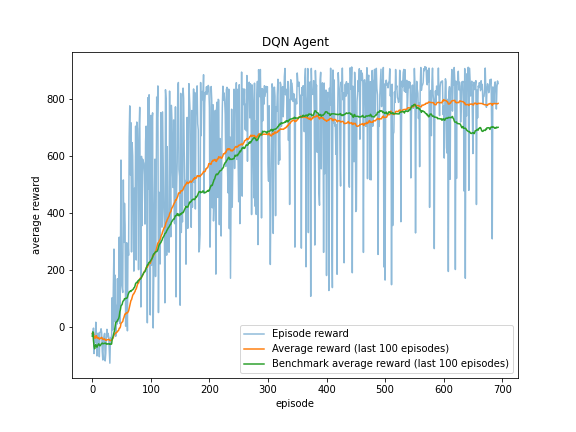 DQN Agent
average reward
800
600
400
200
0
0 100 200 300 400 500 600 700
episode
Episode reward
Average reward (last 100 episodes)
Benchmark average reward (last 100 episodes)